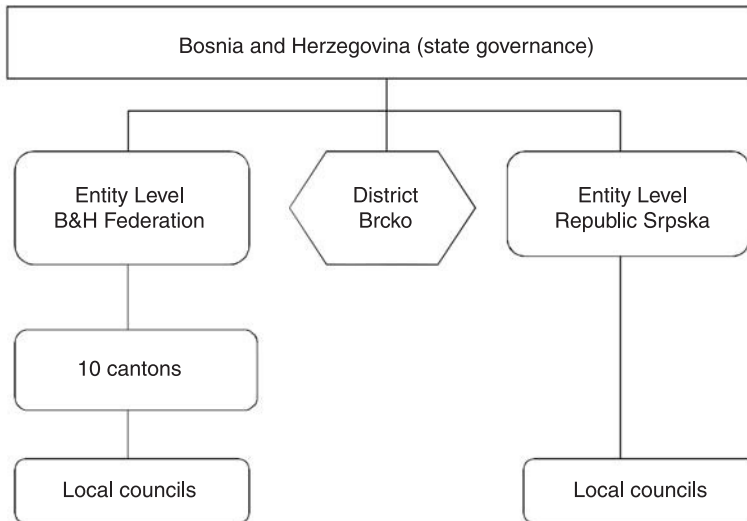 Bosnia and Herzegovina (state governance)
Entity Level
B&H Federation
District
Brcko
Entity Level
Republic Srpska
10 cantons
Local councils
Local councils